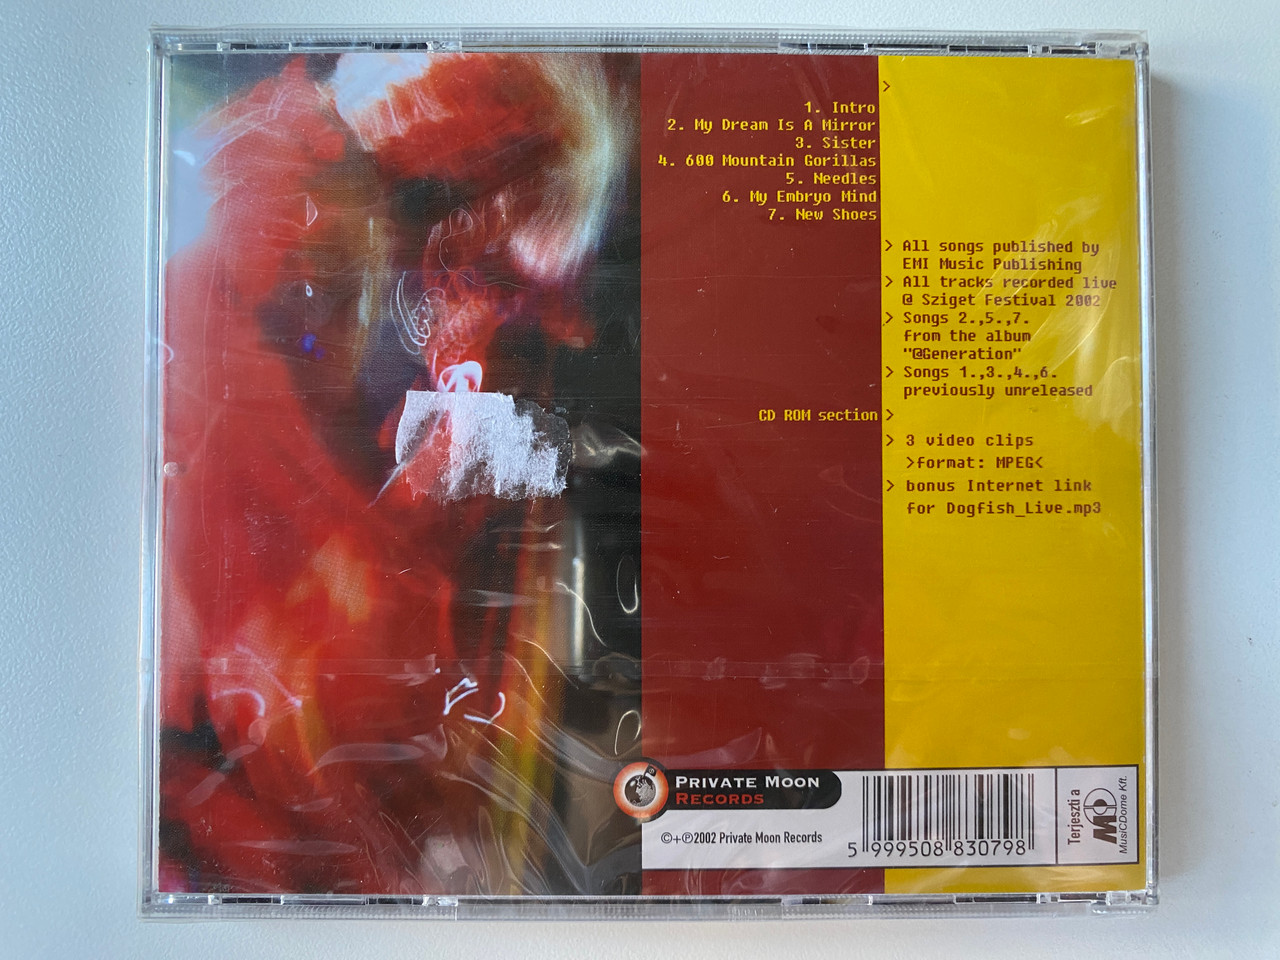 >
1. Intro
2. My Dream Is A Mirror
3. Sister
4. 600 Mountain Gorillas
5. Needles
6. My Embryo Mind
7. New Shoes
> All songs published by
EMI Music Publishing
> All tracks recorded live
@ Sziget Festival 2002
> Songs 2.,5.,7.
from the album
"@Generation"
> Songs 1.,3.,4.,6.
previously unreleased
CD ROM section >
> 3 video clips
>format: MPEG<
> bonus Internet link
for Dogfish_Live.mp3
PRIVATE MOON
RECORDS
©+℗2002 Private Moon Records
5 999508 830798
Terjeszti a
MusiCDome Kft.